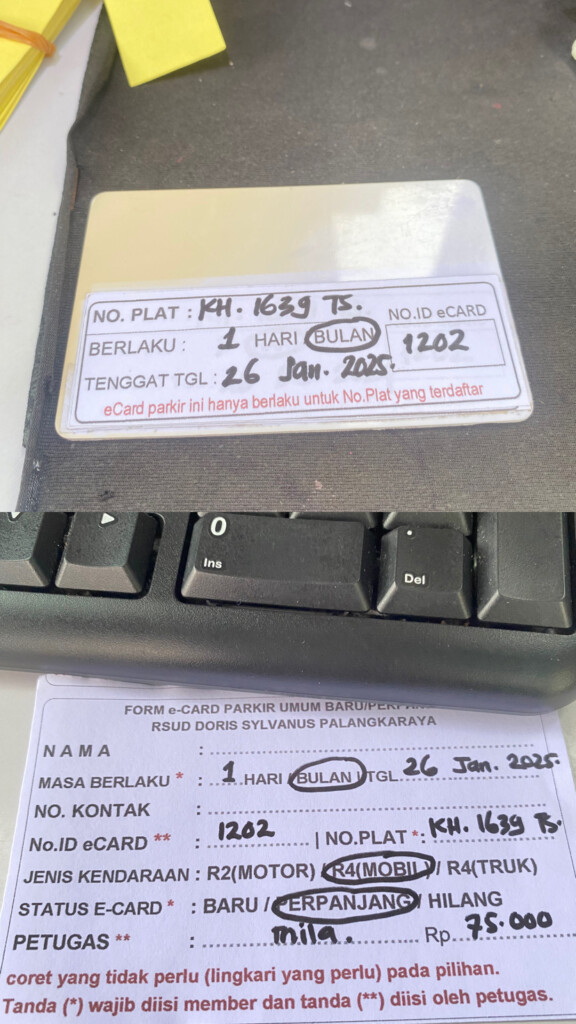 NO. PLAT : KH. 1639 TS.
NO.ID eCARD
BERLAKU : 1 HARI BULAN
1202
TENGGAT TGL : 26 Jan. 2025.
eCard parkir ini hanya berlaku untuk No.Plat yang terdaftar
0
Ins
.
Del
FORM e-CARD PARKIR UMUM BARU/
RSUD DORIS SYLVANUS PALANGKARAYA
NAMA : 
MASA BERLAKU * : 1 HARI / BULAN / TGL 26 Jan. 2025.
NO. KONTAK :
No.ID eCARD ** : 1202 | NO.PLAT *: KH. 1639 TS.
JENIS KENDARAAN : R2(MOTOR) / R4(MOBIL) / R4(TRUK)
STATUS E-CARD * : BARU / PERPANJANG / HILANG
PETUGAS ** : mila. Rp. 75.000
coret yang tidak perlu (lingkari yang perlu) pada pilihan.
Tanda (*) wajib diisi member dan tanda (**) diisi oleh petugas.